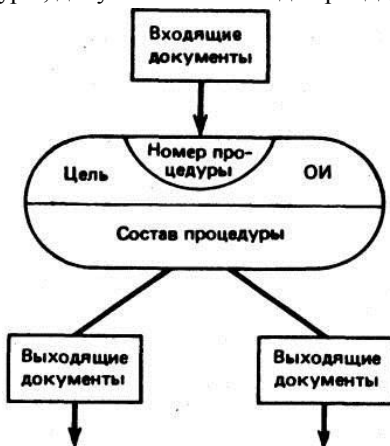 Входящие
документы
Номер про-
цедуры
Цель
ОИ
Состав процедуры
Выходящие
документы
Выходящие
документы